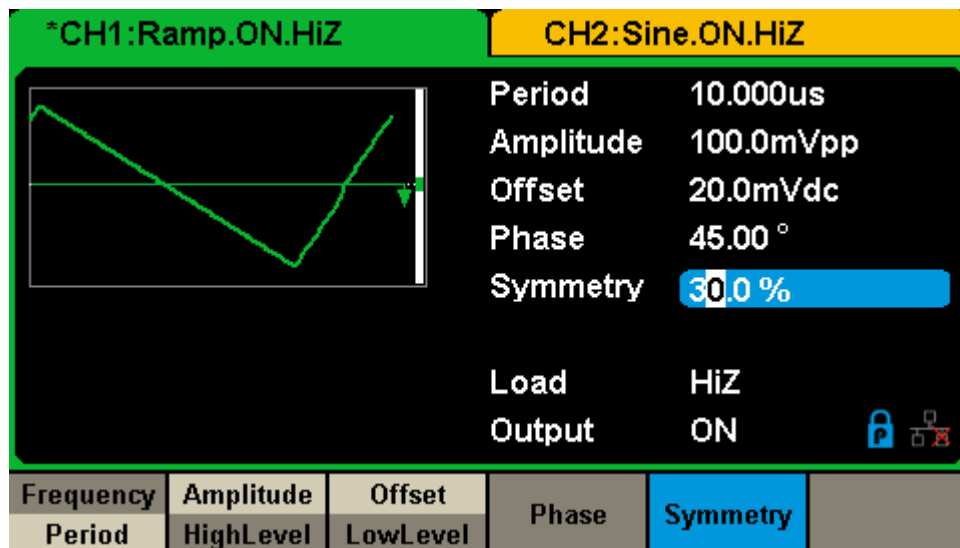 *CH1:Ramp.ON.HiZ
CH2:Sine.ON.HiZ
Period 10.000us
Amplitude 100.0mVpp
Offset 20.0mVdc
Phase 45.00 °
Symmetry 30.0 %
Load HiZ
Output ON
P
Frequency Amplitude Offset Phase Symmetry
Period HighLevel LowLevel